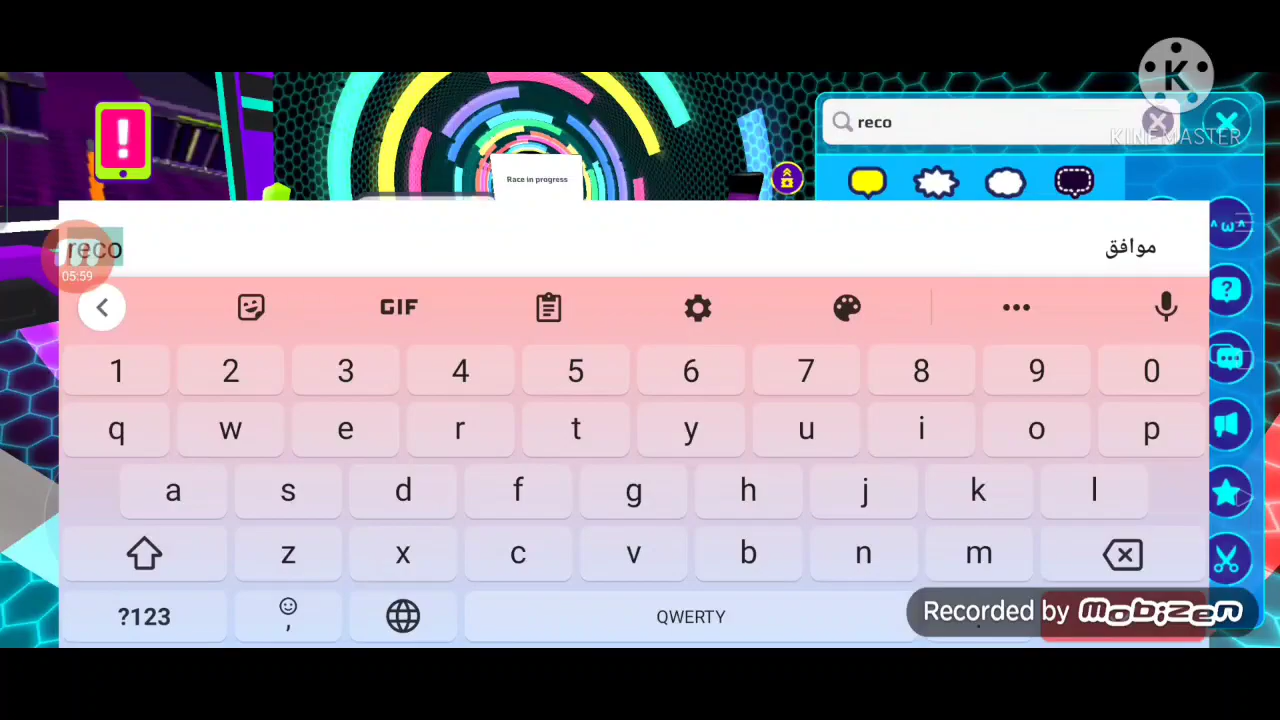 K
KINEMASTER
reco
Race in progress
reco
موافق
05:59
GIF
1 2 3 4 5 6 7 8 9 0
q w e r t y u i o p
a s d f g h j k l
z x c v b n m
?123 , QWERTY .
Recorded by mobizen